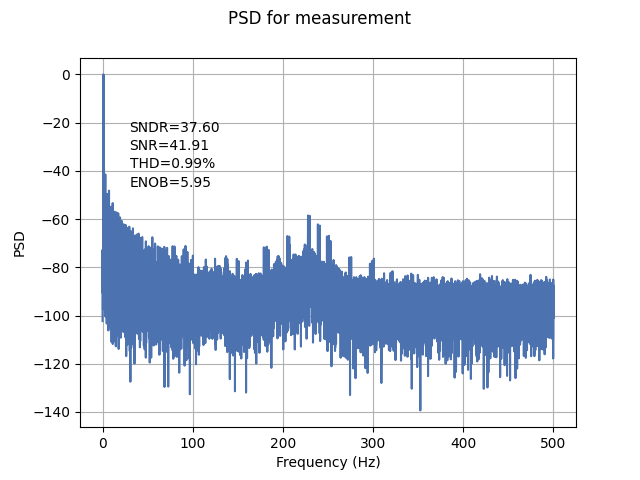 PSD for measurement
0
−20
−40
−60
−80
−100
−120
−140
PSD
SNDR=37.60
SNR=41.91
THD=0.99%
ENOB=5.95
0 100 200 300 400 500
Frequency (Hz)